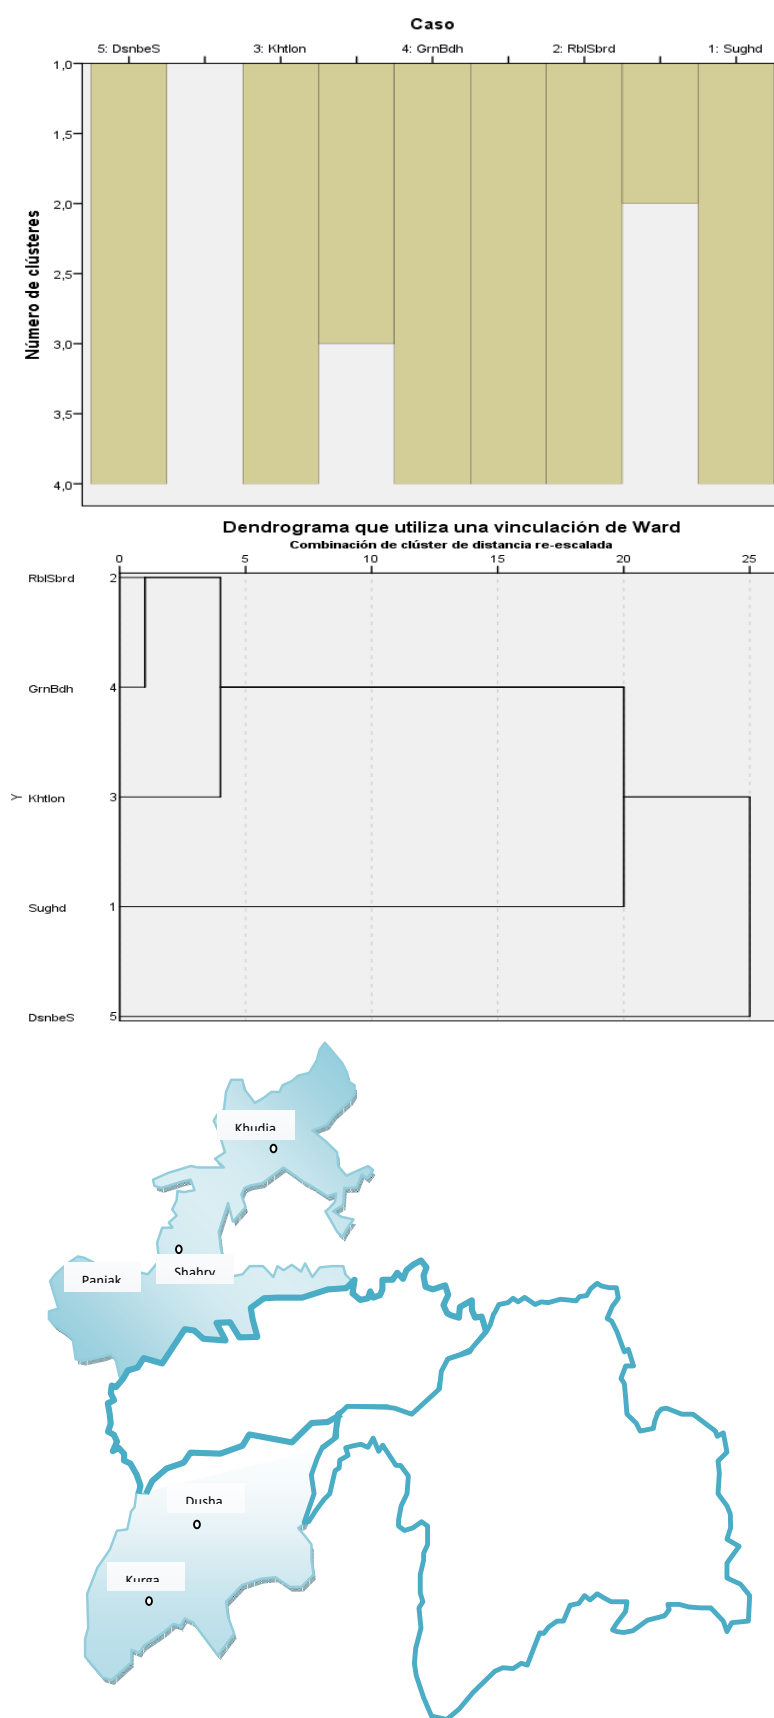 Caso
5: DsnbeS 3: Khtlon 4: GrnBdh 2: RblSbrd 1: Sughd
Número de clústeres
1,0
1,5
2,0
2,5
3,0
3,5
4,0
Dendrograma que utiliza una vinculación de Ward
Combinación de clúster de distancia re-escalada
0 5 10 15 20 25
RblSbrd 2
GrnBdh 4
Y
Khtlon 3
Sughd 1
DsnbeS 5
Khudja
Shahry
Panjak
Dusha
Kurga